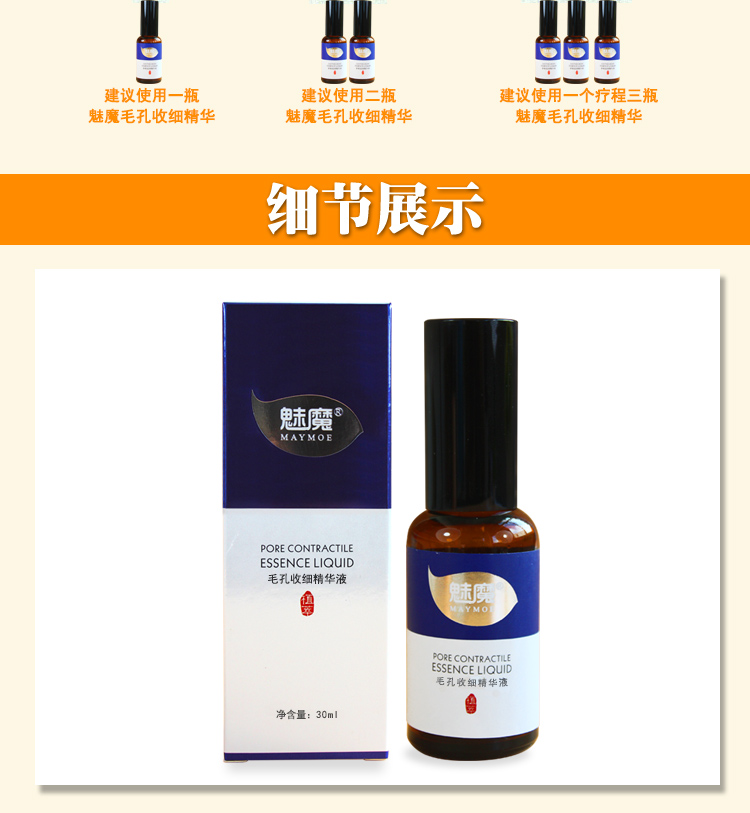 建议使用一瓶
魅魔毛孔收细精华
建议使用二瓶
魅魔毛孔收细精华
建议使用一个疗程三瓶
魅魔毛孔收细精华
细节展示
魅魔®
MAYMOE
PORE CONTRACTILE
ESSENCE LIQUID
毛孔收细精华液
植萃
净含量：30ml
魅魔
MAYMOE
PORE CONTRACTILE
ESSENCE LIQUID
毛孔收细精华液